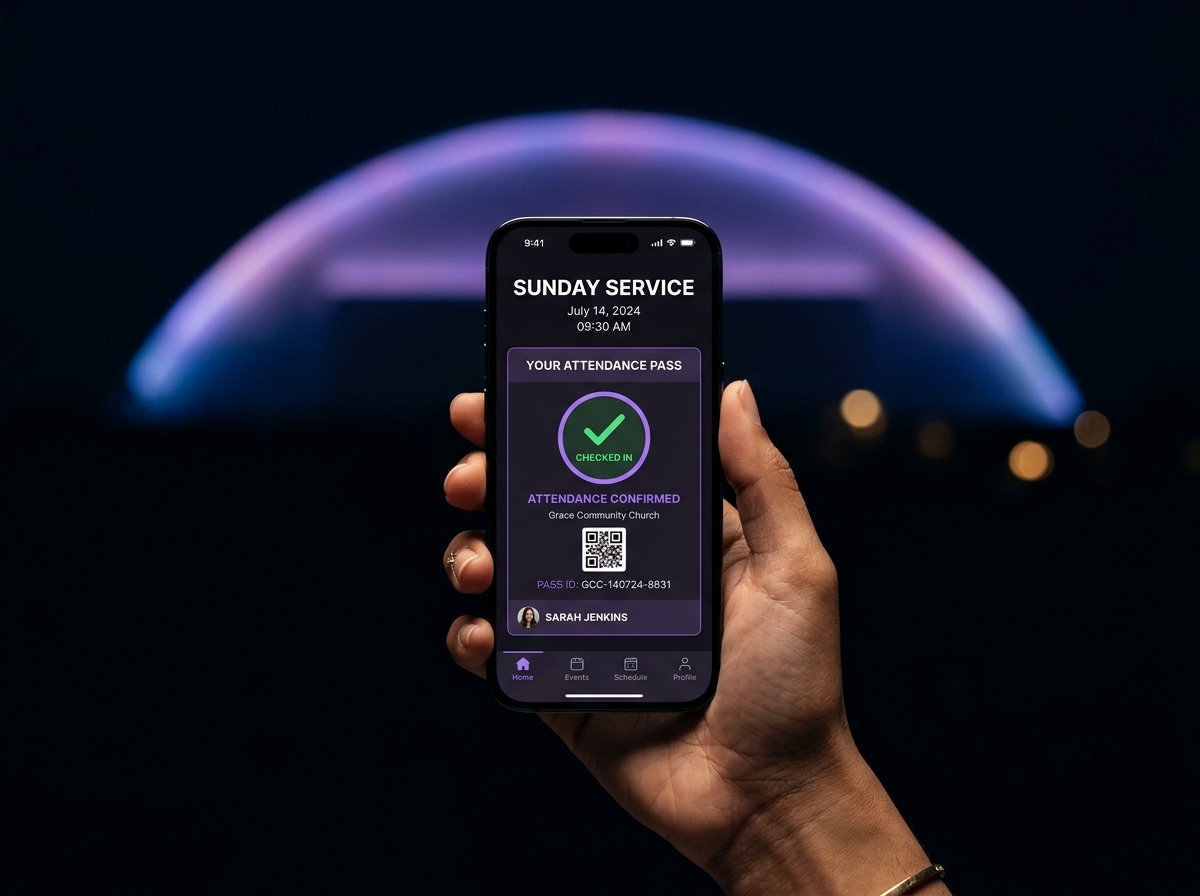 9:41
SUNDAY SERVICE
July 14, 2024
09:30 AM
YOUR ATTENDANCE PASS
CHECKED IN
ATTENDANCE CONFIRMED
Grace Community Church
PASS ID: GCC-140724-8831
SARAH JENKINS
Home Events Schedule Profile